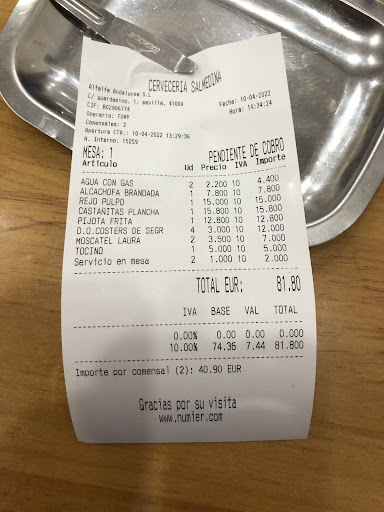 CERVECERIA SALMEDINA
Alfalfa Andalucea S.L
C/ Guardamino, 1, sevilla, 41004
CIF: B02906774
Operario: TONY
Comensales: 2
Apertura CTA.: 10-04-2022 13:29:36
N. Interno: 15259
Fecha: 10-04-2022
Hora: 14:34:24
MESA: 1 PENDIENTE DE COBRO
Artículo Ud Precio IVA Importe
AGUA CON GAS 2 2.200 10 4.400
ALCACHOFA BRANDADA 1 7.800 10 7.800
REJO PULPO 1 15.000 10 15.000
CASTAÑITAS PLANCHA 1 15.800 10 15.800
PIJOTA FRITA 1 12.800 10 12.800
D.O.COSTERS DE SEGR 4 3.000 10 12.000
MOSCATEL LAURA 2 3.500 10 7.000
TOCINO 1 5.000 10 5.000
Servicio en mesa 2 1.000 10 2.000
TOTAL EUR: 81.80
IVA BASE VAL TOTAL
0.00% 0.00 0.00 0.000
10.00% 74.36 7.44 81.800
Importe por comensal (2): 40.90 EUR
Gracias por su visita
www.numier.com